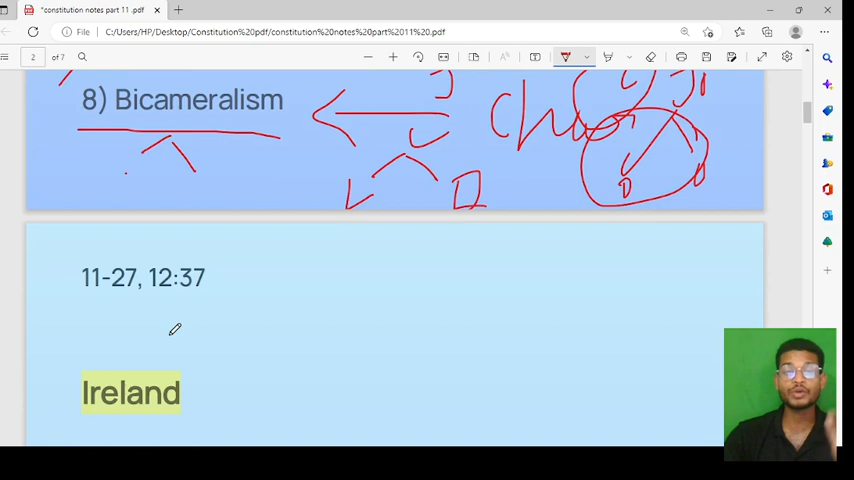 *constitution notes part 11 .pdf
File
C:/Users/HP/Desktop/Constitution%20pdf/constitution%20notes%20part%2011%20.pdf
2 of 7
8) Bicameralism
11-27, 12:37
Ireland